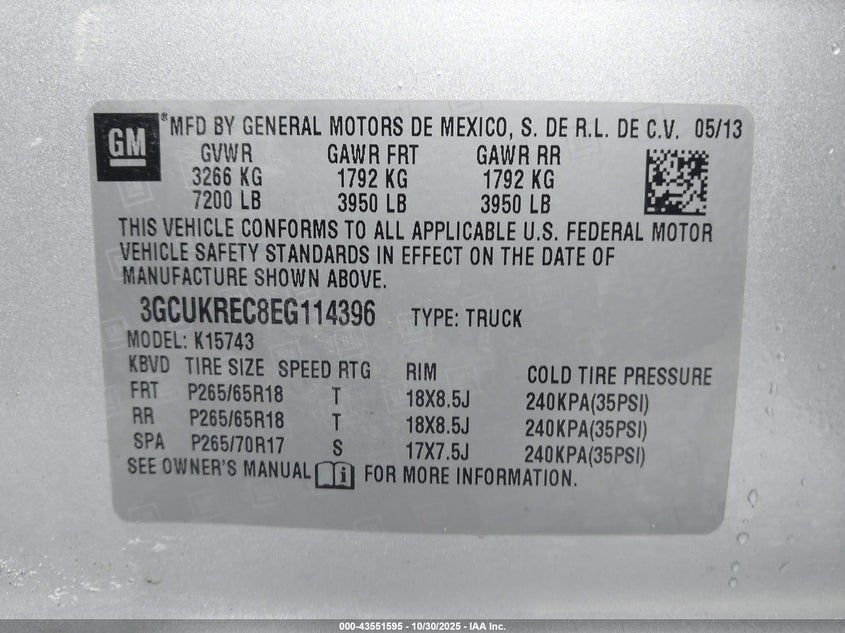 GM
® MFD BY GENERAL MOTORS DE MEXICO, S. DE R.L. DE C.V. 05/13
GVWR GAWR FRT GAWR RR
3266 KG 1792 KG 1792 KG
7200 LB 3950 LB 3950 LB
THIS VEHICLE CONFORMS TO ALL APPLICABLE U.S. FEDERAL MOTOR
VEHICLE SAFETY STANDARDS IN EFFECT ON THE DATE OF
MANUFACTURE SHOWN ABOVE.
3GCUKREC8EG114396 TYPE: TRUCK
MODEL: K15743
KBVD TIRE SIZE SPEED RTG RIM COLD TIRE PRESSURE
FRT P265/65R18 T 18X8.5J 240KPA(35PSI)
RR P265/65R18 T 18X8.5J 240KPA(35PSI)
SPA P265/70R17 S 17X7.5J 240KPA(35PSI)
SEE OWNER'S MANUAL i FOR MORE INFORMATION.
000-43551595 - 10/30/2025 - IAA Inc.